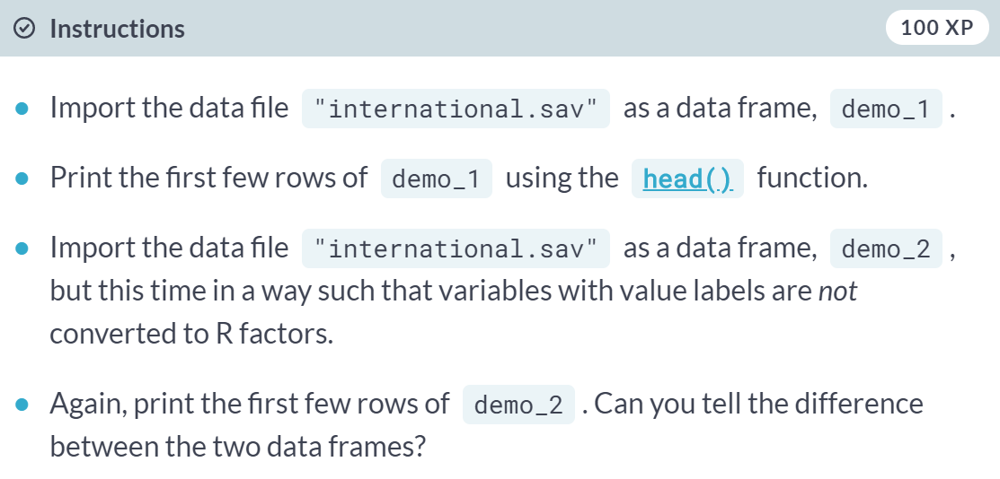 Instructions 100 XP
Import the data file "international.sav" as a data frame, demo_1 .
Print the first few rows of demo_1 using the head() function.
Import the data file "international.sav" as a data frame, demo_2 ,
but this time in a way such that variables with value labels are not
converted to R factors.
Again, print the first few rows of demo_2 . Can you tell the difference
between the two data frames?